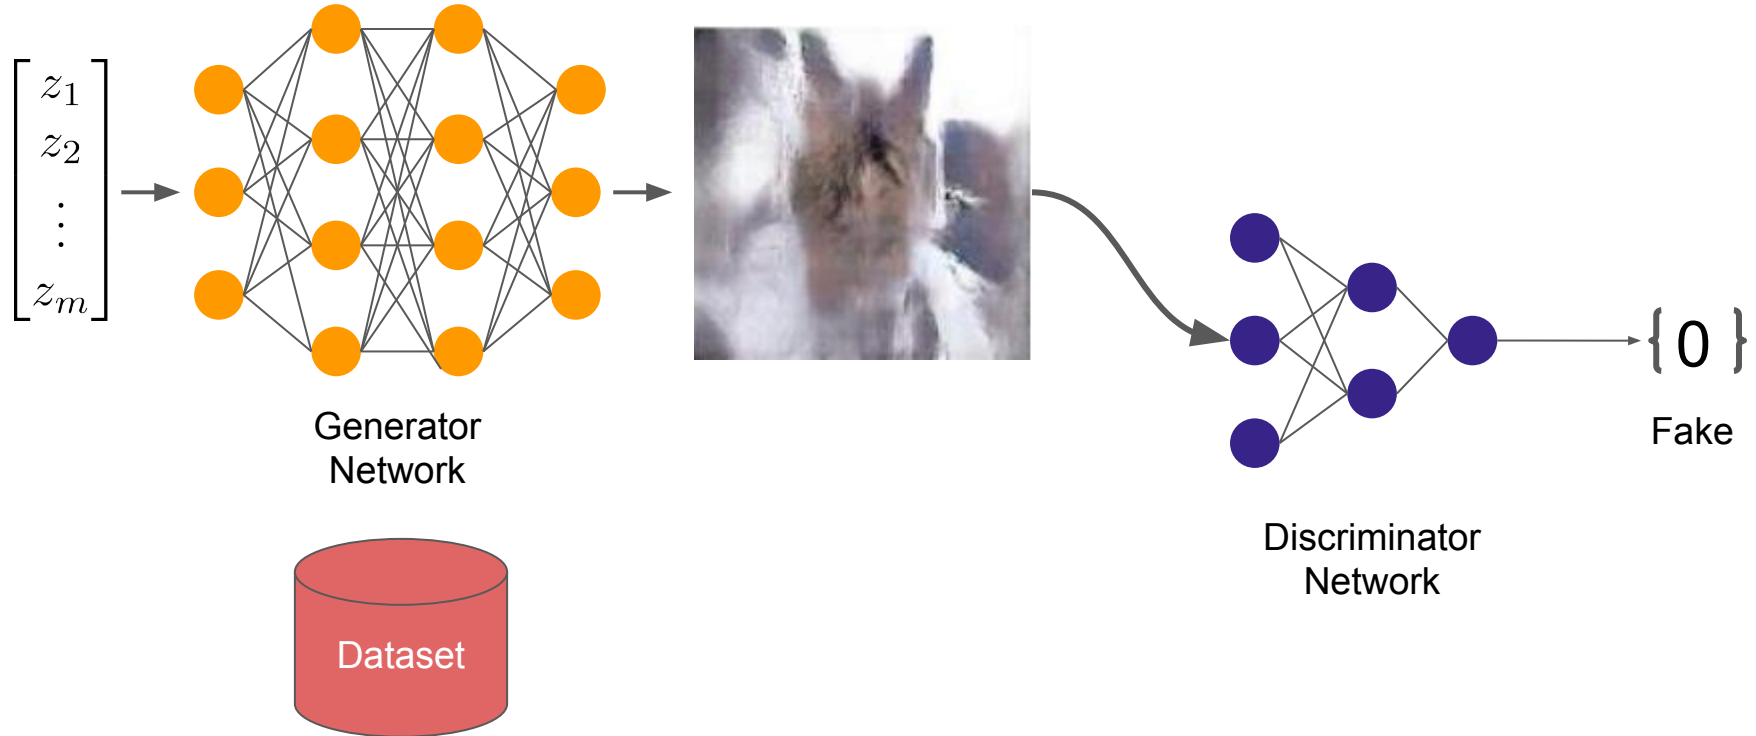 z₁
z₂
⋮
zₘ
Generator
Network
Dataset
{ 0 }
Fake
Discriminator
Network